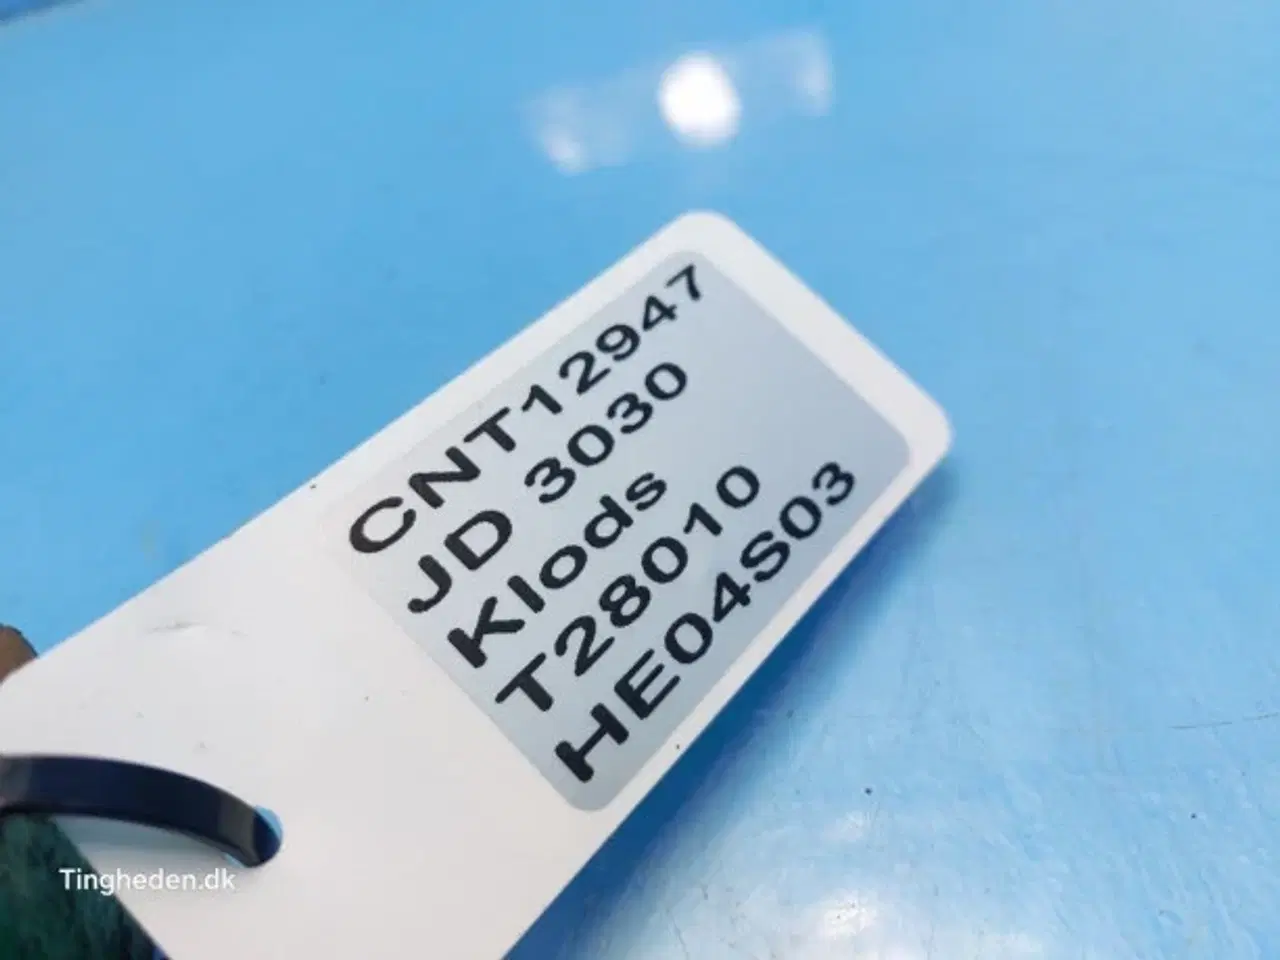 CNT12947
JD 3030
Klods
T28010
HE04S03
Tingheden.dk